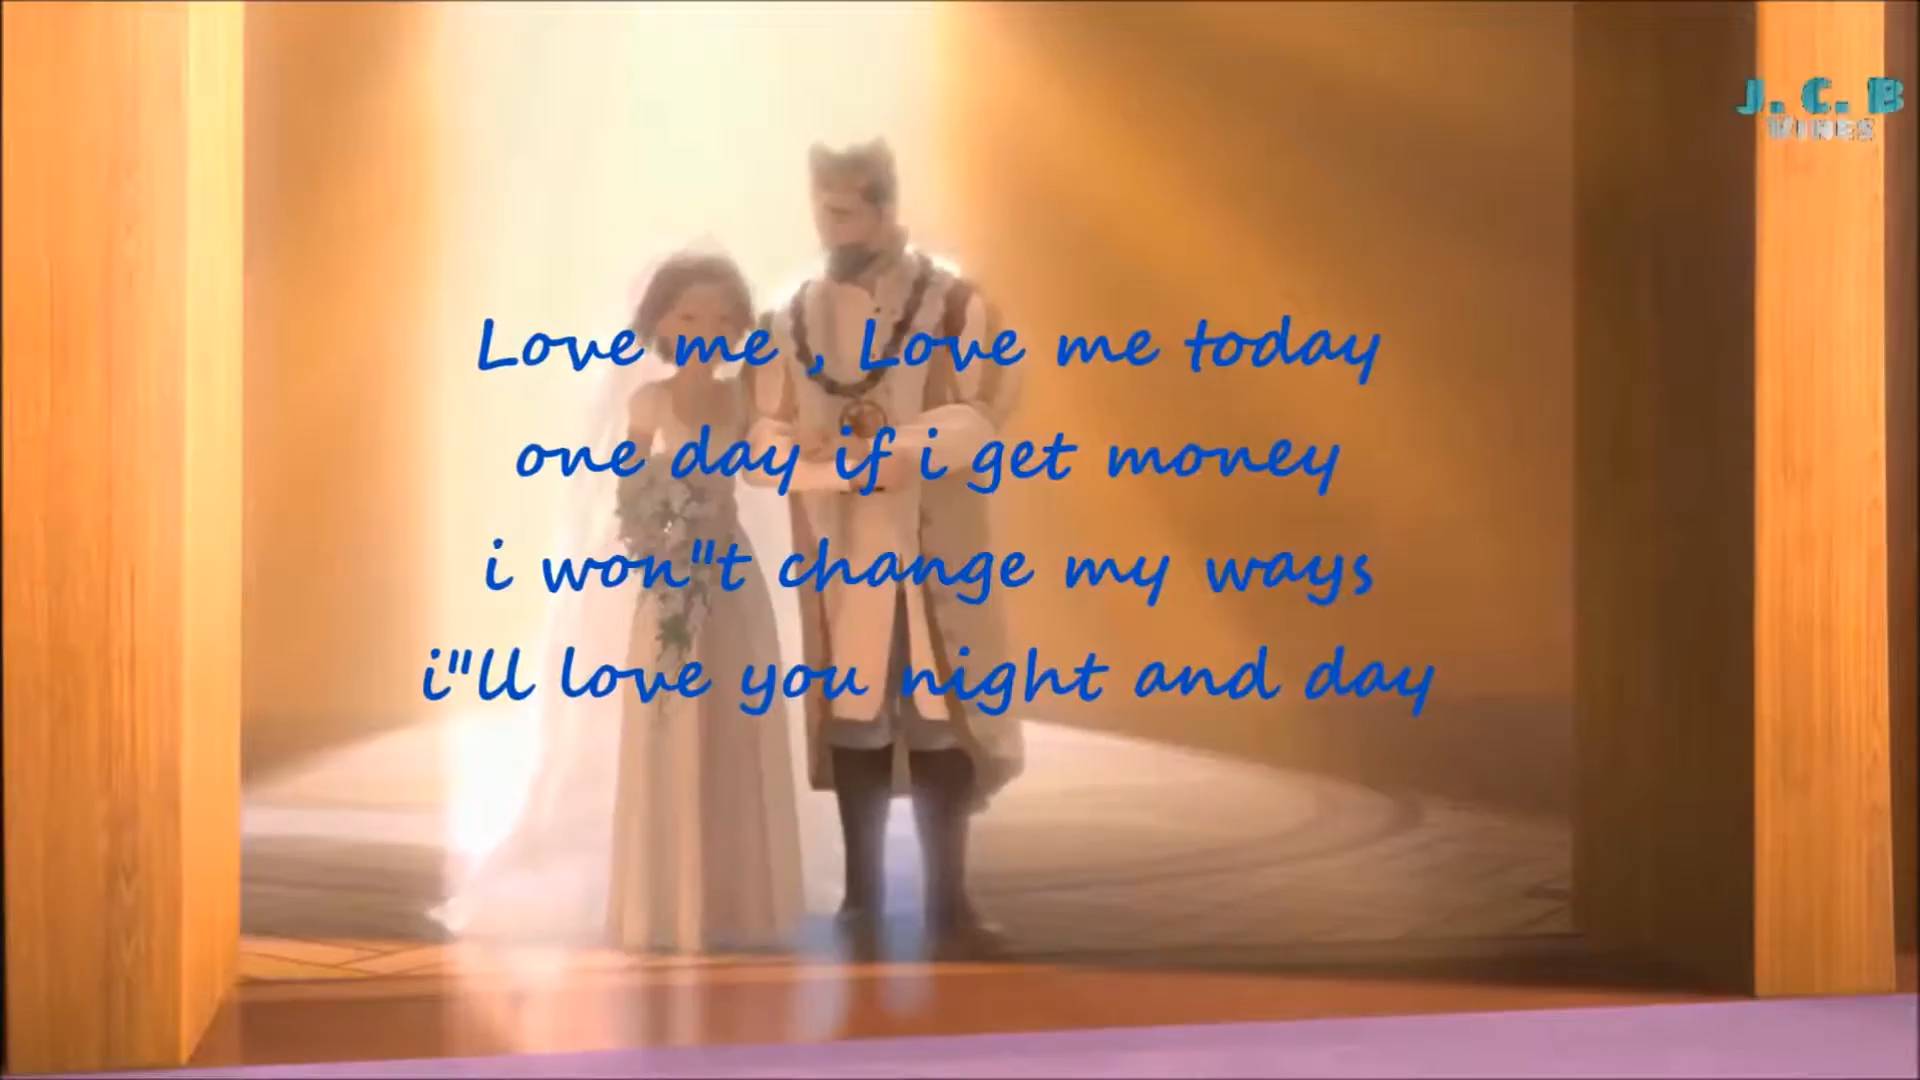 J. C. B
VINES
Love me , Love me today
one day if i get money
i won"t change my ways
i"ll love you night and day